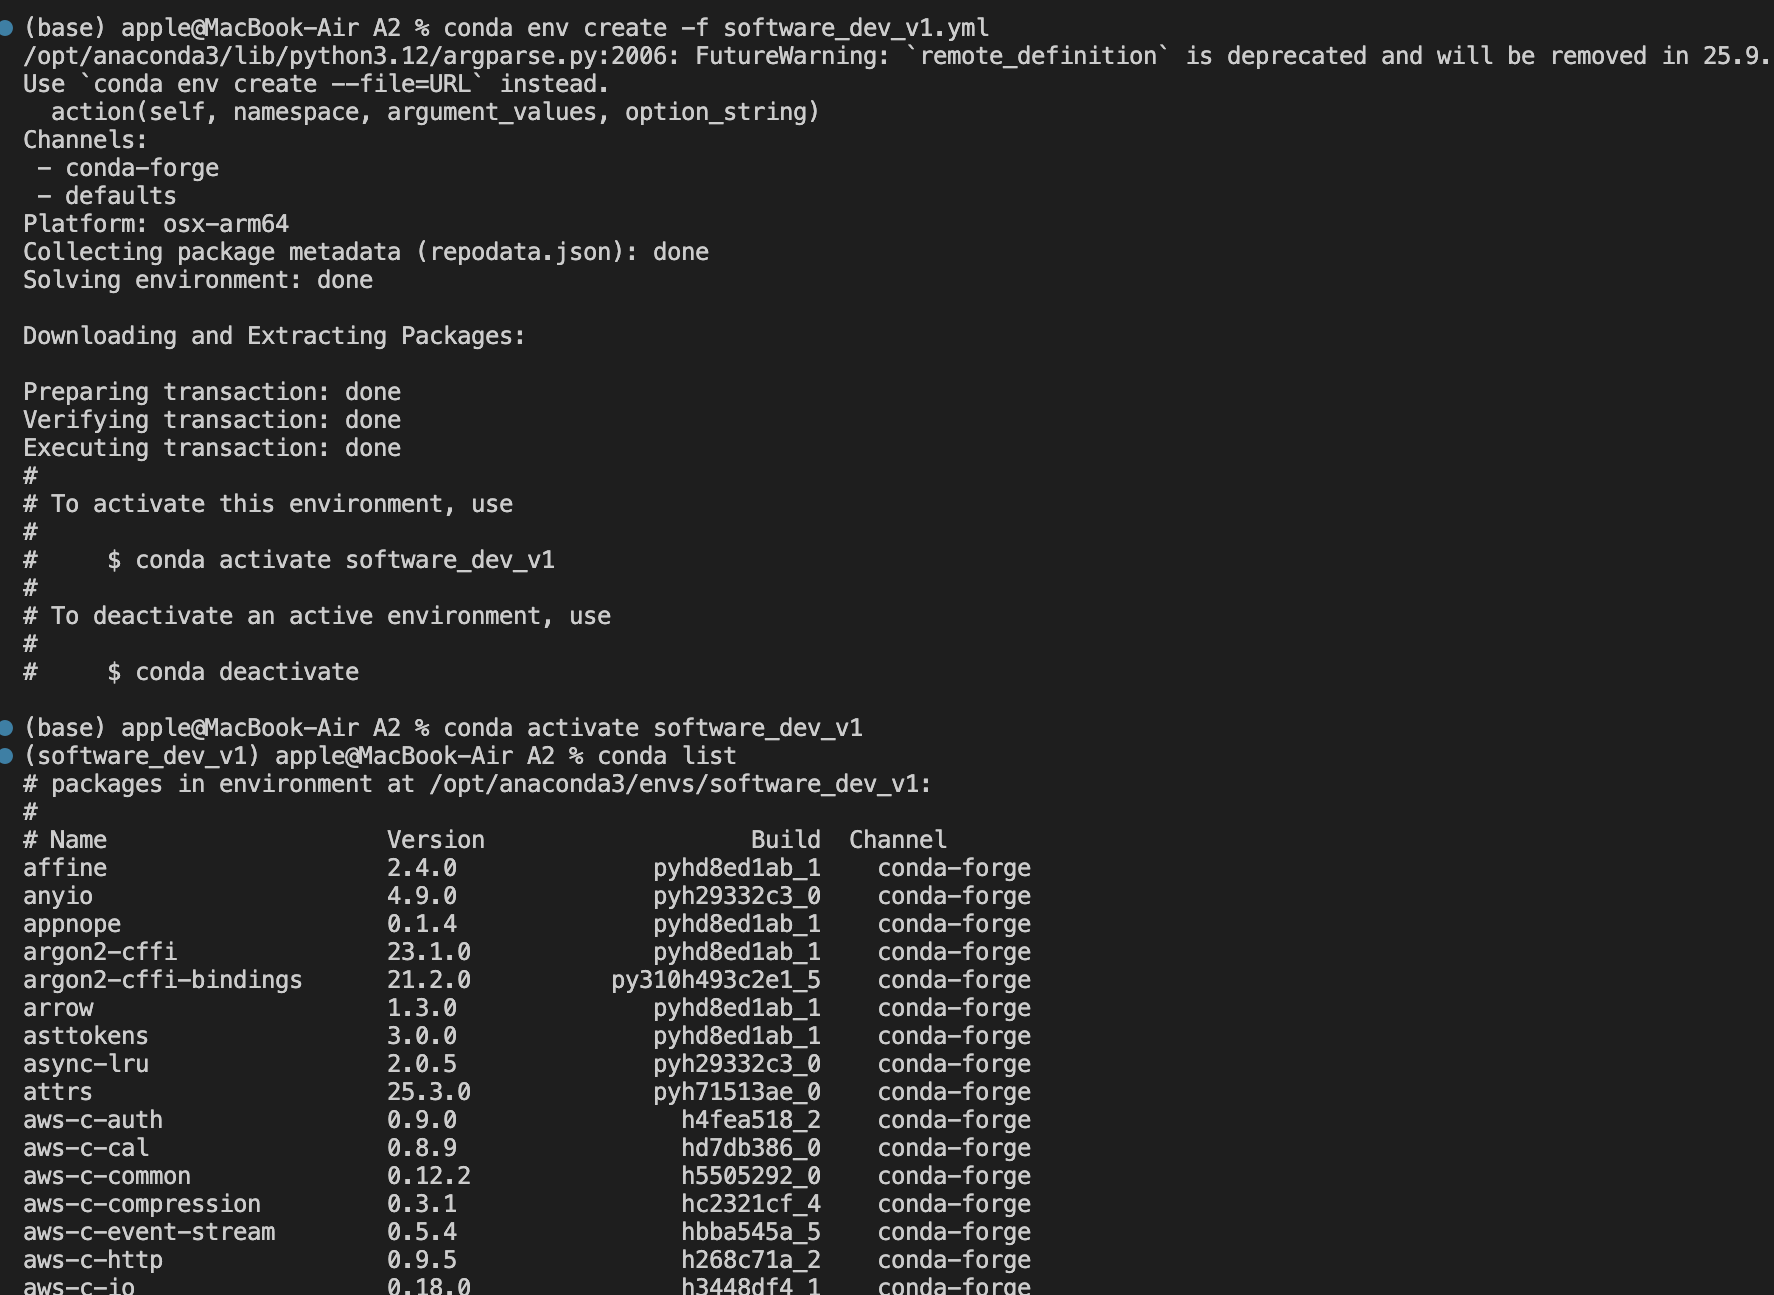 (base) apple@MacBook-Air A2 % conda env create -f software_dev_v1.yml
/opt/anaconda3/lib/python3.12/argparse.py:2006: FutureWarning: `remote_definition` is deprecated and will be removed in 25.9.
Use `conda env create --file=URL` instead.
  action(self, namespace, argument_values, option_string)
Channels:
 - conda-forge
 - defaults
Platform: osx-arm64
Collecting package metadata (repodata.json): done
Solving environment: done

Downloading and Extracting Packages:

Preparing transaction: done
Verifying transaction: done
Executing transaction: done
#
# To activate this environment, use
#
#     $ conda activate software_dev_v1
#
# To deactivate an active environment, use
#
#     $ conda deactivate

(base) apple@MacBook-Air A2 % conda activate software_dev_v1
(software_dev_v1) apple@MacBook-Air A2 % conda list
# packages in environment at /opt/anaconda3/envs/software_dev_v1:
#
# Name                    Version                   Build  Channel
affine                    2.4.0              pyhd8ed1ab_1    conda-forge
anyio                     4.9.0              pyh29332c3_0    conda-forge
appnope                   0.1.4              pyhd8ed1ab_1    conda-forge
argon2-cffi               23.1.0             pyhd8ed1ab_1    conda-forge
argon2-cffi-bindings      21.2.0          py310h493c2e1_5    conda-forge
arrow                     1.3.0              pyhd8ed1ab_1    conda-forge
asttokens                 3.0.0              pyhd8ed1ab_1    conda-forge
async-lru                 2.0.5              pyh29332c3_0    conda-forge
attrs                     25.3.0             pyh71513ae_0    conda-forge
aws-c-auth                0.9.0                h4fea518_2    conda-forge
aws-c-cal                 0.8.9                hd7db386_0    conda-forge
aws-c-common              0.12.2               h5505292_0    conda-forge
aws-c-compression         0.3.1                hc2321cf_4    conda-forge
aws-c-event-stream        0.5.4                hbba545a_5    conda-forge
aws-c-http                0.9.5                h268c71a_2    conda-forge
aws-c-io                  0.18.0               h3448df4_1    conda-forge